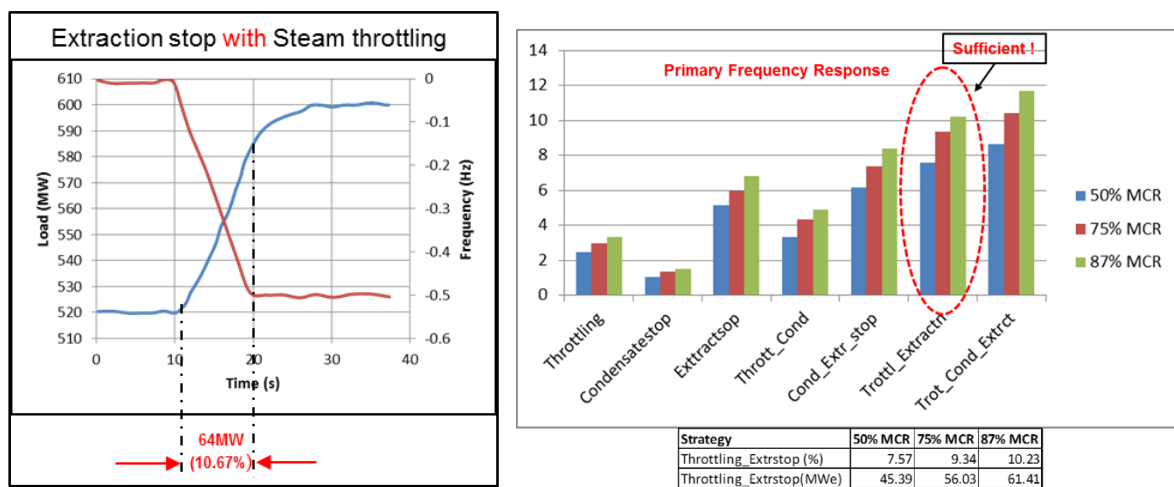 Extraction stop with Steam throttling
610
600
590
580
570
560
550
540
530
520
510
Load (MW)
0
-0.1
-0.2
-0.3
-0.4
-0.5
-0.6
Frequency (Hz)
0 10 20 30 40
Time (s)
64MW
(10.67%)
Primary Frequency Response
Sufficient !
14
12
10
8
6
4
2
0
Throttling
Condensatestop
Exttractsop
Thrott_Cond
Cond_Extr_stop
Trottl_Extractn
Trot_Cond_Extrct
50% MCR
75% MCR
87% MCR
Strategy 50% MCR 75% MCR 87% MCR
Throttling_Extrstop (%) 7.57 9.34 10.23
Throttling_Extrstop(MWe) 45.39 56.03 61.41